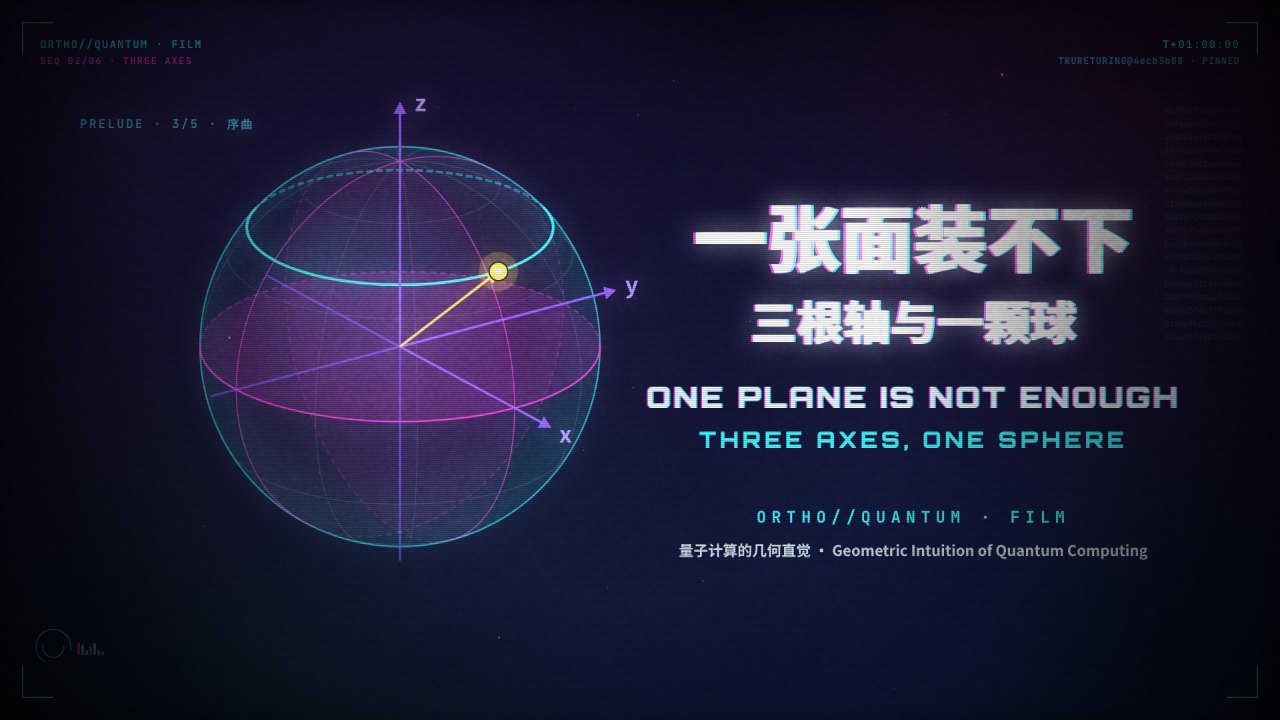 ORTHO//QUANTUM · FILM
SEQ 02/06 · THREE AXES
T+01:00:00
TRURETURING@4ecb3b88 · PINNED
PRELUDE · 3/5 · 序曲
z
y
x
一张面装不下
三根轴与一颗球
ONE PLANE IS NOT ENOUGH
THREE AXES, ONE SPHERE
ORTHO//QUANTUM · FILM
量子计算的几何直觉 · Geometric Intuition of Quantum Computing